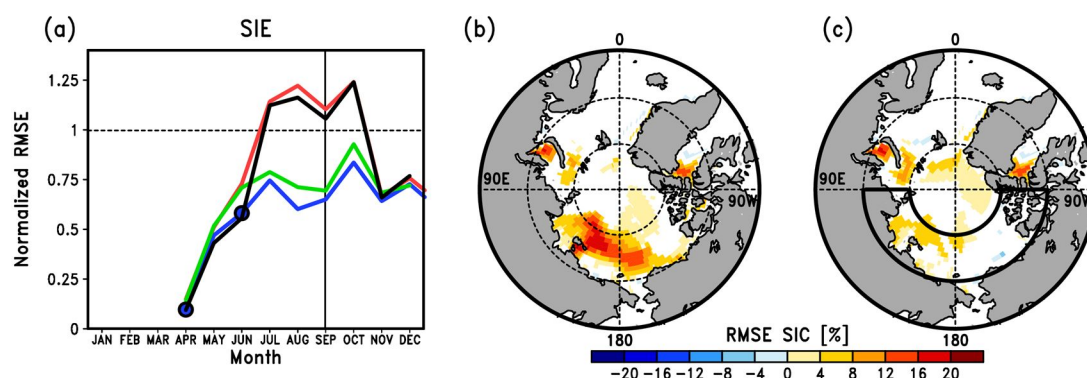 (a) SIE
Normalized RMSE
1.25
1
0.75
0.5
0.25
0
JAN FEB MAR APR MAY JUN JUL AUG SEP OCT NOV DEC
Month
(b)
0
90E
90W
180
(c)
0
90E
90W
180
RMSE SIC [%]
-20 -16 -12 -8 -4 0 4 8 12 16 20